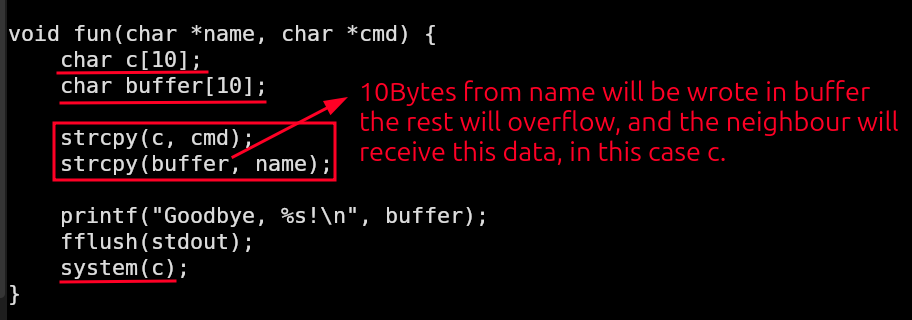 void fun(char *name, char *cmd) {
char c[10];
char buffer[10];
10Bytes from name will be wrote in buffer
the rest will overflow, and the neighbour will
receive this data, in this case c.
strcpy(c, cmd);
strcpy(buffer, name);
printf("Goodbye, %s!\n", buffer);
fflush(stdout);
system(c);
}